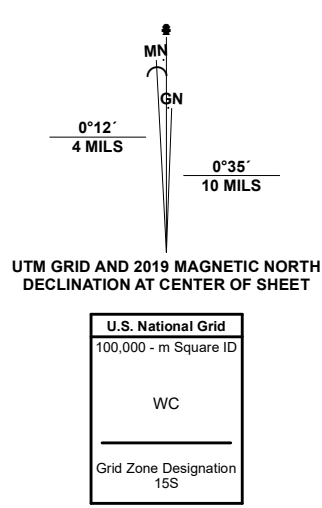 MN
GN
0°12´
4 MILS
0°35´
10 MILS
UTM GRID AND 2019 MAGNETIC NORTH
DECLINATION AT CENTER OF SHEET
U.S. National Grid
100,000 - m Square ID
WC
Grid Zone Designation
15S